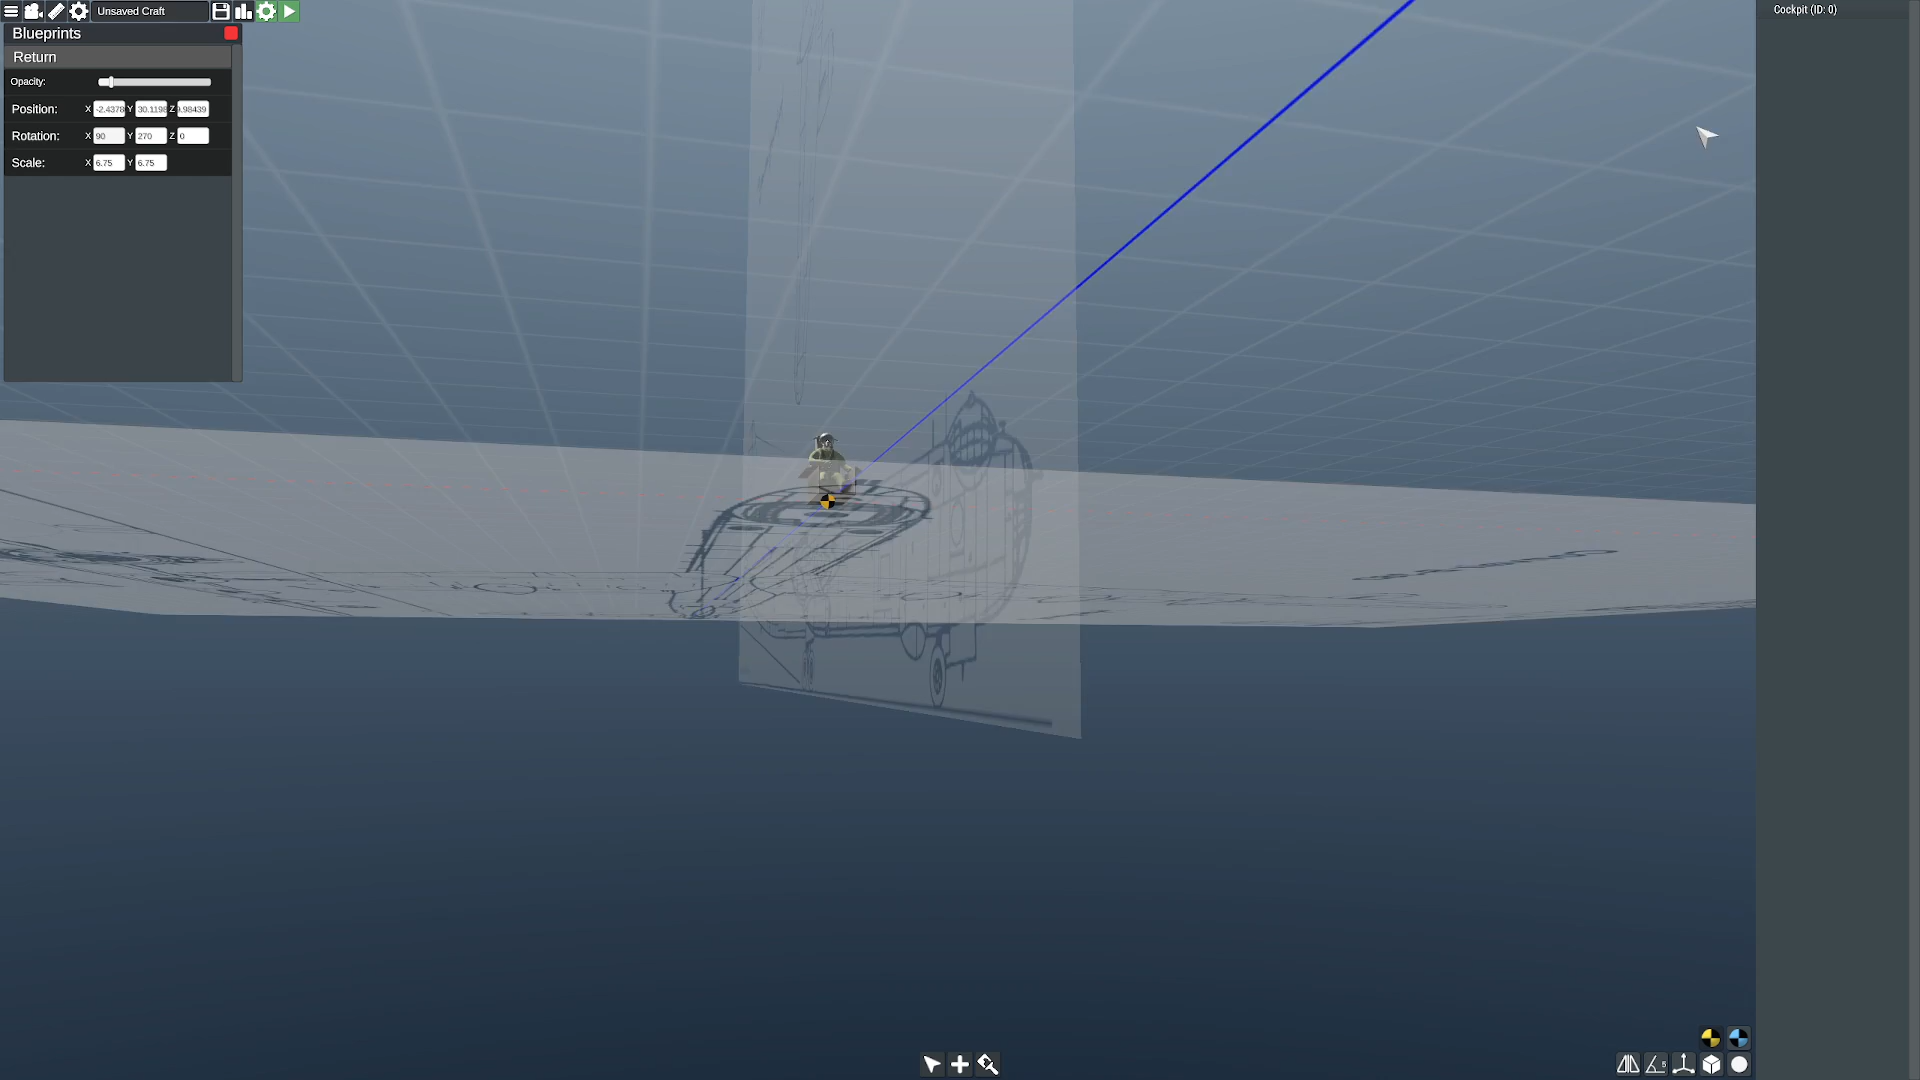 Unsaved Craft
Cockpit (ID: 0)
Blueprints
Return
Opacity:
Position: X -2.4378 Y 30.1198 Z .98439
Rotation: X 90 Y 270 Z 0
Scale: X 6.75 Y 6.75